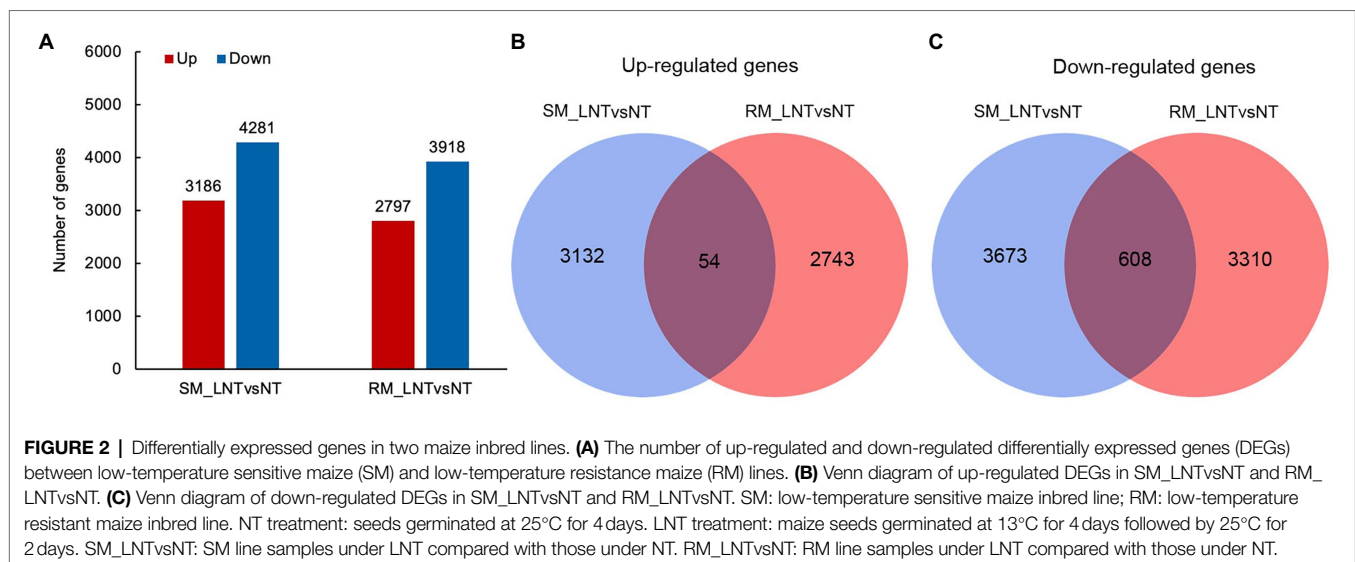 A
6000
5000
4000
3000
2000
1000
0
Number of genes
Up Down
3186
4281
2797
3918
SM_LNTvsNT
RM_LNTvsNT
B
Up-regulated genes
SM_LNTvsNT
RM_LNTvsNT
3132
54
2743
C
Down-regulated genes
SM_LNTvsNT
RM_LNTvsNT
3673
608
3310
FIGURE 2 | Differentially expressed genes in two maize inbred lines. (A) The number of up-regulated and down-regulated differentially expressed genes (DEGs)
between low-temperature sensitive maize (SM) and low-temperature resistance maize (RM) lines. (B) Venn diagram of up-regulated DEGs in SM_LNTvsNT and RM_
LNTvsNT. (C) Venn diagram of down-regulated DEGs in SM_LNTvsNT and RM_LNTvsNT. SM: low-temperature sensitive maize inbred line; RM: low-temperature
resistant maize inbred line. NT treatment: seeds germinated at 25°C for 4 days. LNT treatment: maize seeds germinated at 13°C for 4 days followed by 25°C for
2 days. SM_LNTvsNT: SM line samples under LNT compared with those under NT. RM_LNTvsNT: RM line samples under LNT compared with those under NT.